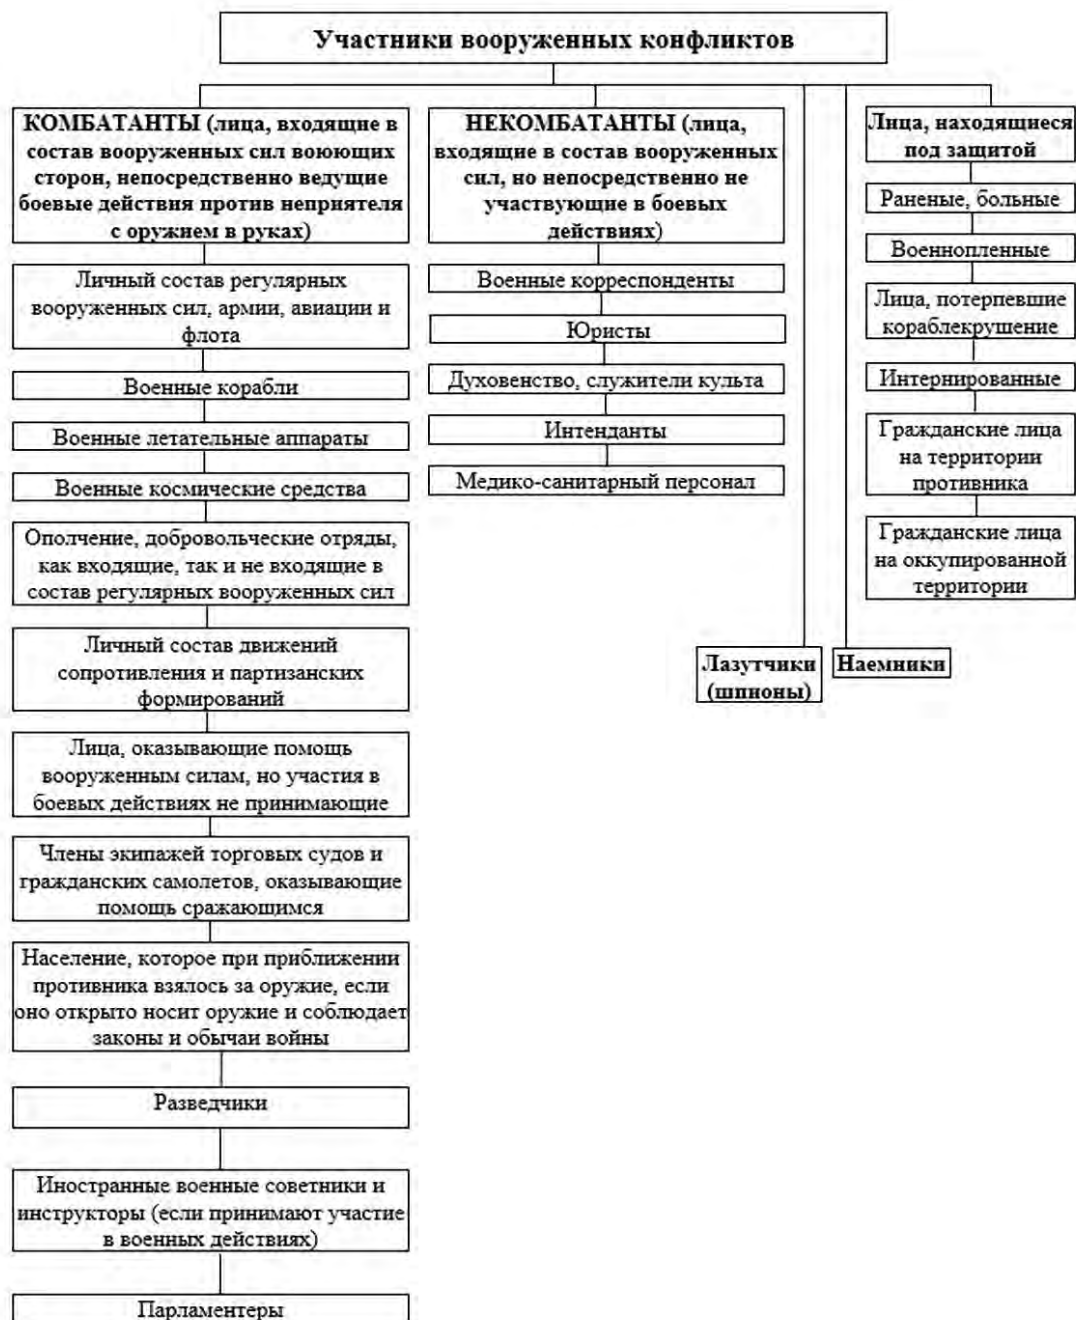 Участники вооруженных конфликтов
КОМБАТАНТЫ (лица, входящие в
состав вооруженных сил воюющих
сторон, непосредственно ведущие
боевые действия против неприятеля
с оружием в руках)
Личный состав регулярных
вооруженных сил, армии, авиации и
флота
Военные корабли
Военные летательные аппараты
Военные космические средства
Ополчение, добровольческие отряды,
как входящие, так и не входящие в
состав регулярных вооруженных сил
Личный состав движений
сопротивления и партизанских
формирований
Лица, оказывающие помощь
вооруженным силам, но участия в
боевых действиях не принимающие
Члены экипажей торговых судов и
гражданских самолетов, оказывающие
помощь сражающимся
Население, которое при приближении
противника взялось за оружие, если
оно открыто носит оружие и соблюдает
законы и обычаи войны
Разведчики
Иностранные военные советники и
инструкторы (если принимают участие
в военных действиях)
Парламентеры
НЕКОМБАТАНТЫ (лица,
входящие в состав вооруженных
сил, но непосредственно не
участвующие в боевых
действиях)
Военные корреспонденты
Юристы
Духовенство, служители культа
Интенданты
Медико-санитарный персонал
Лазутчики
(шпионы)
Наемники
Лица, находящиеся
под защитой
Раненые, больные
Военнопленные
Лица, потерпевшие
кораблекрушение
Интернированные
Гражданские лица
на территории
противника
Гражданские лица
на оккупированной
территории